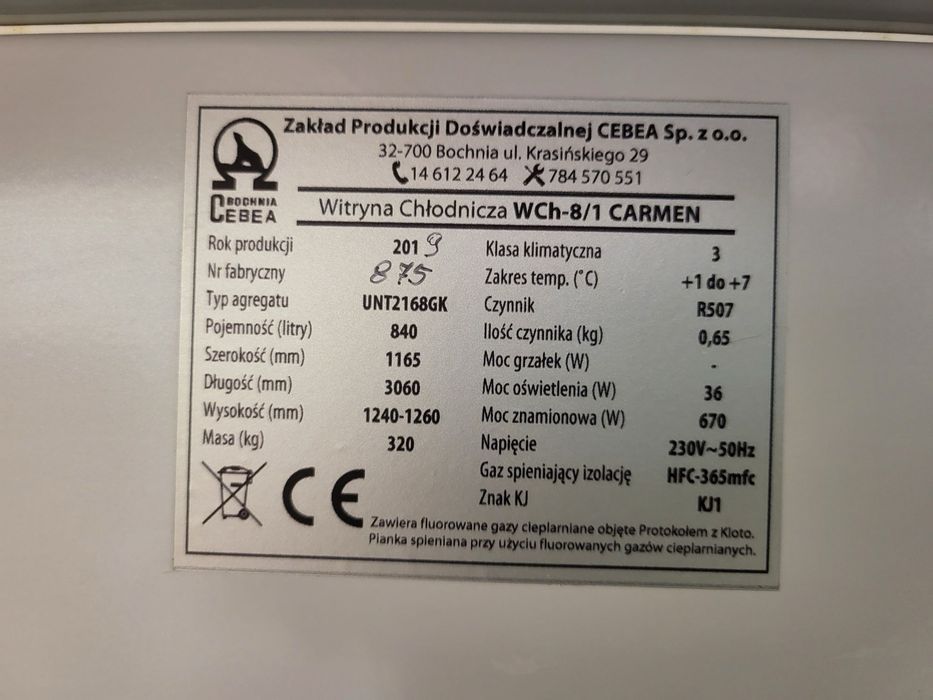 Zakład Produkcji Doświadczalnej CEBEA Sp. z o.o.
32-700 Bochnia ul. Krasińskiego 29
14 612 24 64 784 570 551
BOCHNIA
CEBEA
Witryna Chłodnicza WCh-8/1 CARMEN
Rok produkcji 2019
Nr fabryczny 875
Typ agregatu UNT2168GK
Pojemność (litry) 840
Szerokość (mm) 1165
Długość (mm) 3060
Wysokość (mm) 1240-1260
Masa (kg) 320
Klasa klimatyczna 3
Zakres temp. (°C) +1 do +7
Czynnik R507
Ilość czynnika (kg) 0,65
Moc grzałek (W) -
Moc oświetlenia (W) 36
Moc znamionowa (W) 670
Napięcie 230V~50Hz
Gaz spieniający izolację HFC-365mfc
Znak KJ KJ1
CE
Zawiera fluorowane gazy cieplarniane objęte Protokołem z Kioto.
Pianka spieniana przy użyciu fluorowanych gazów cieplarnianych.